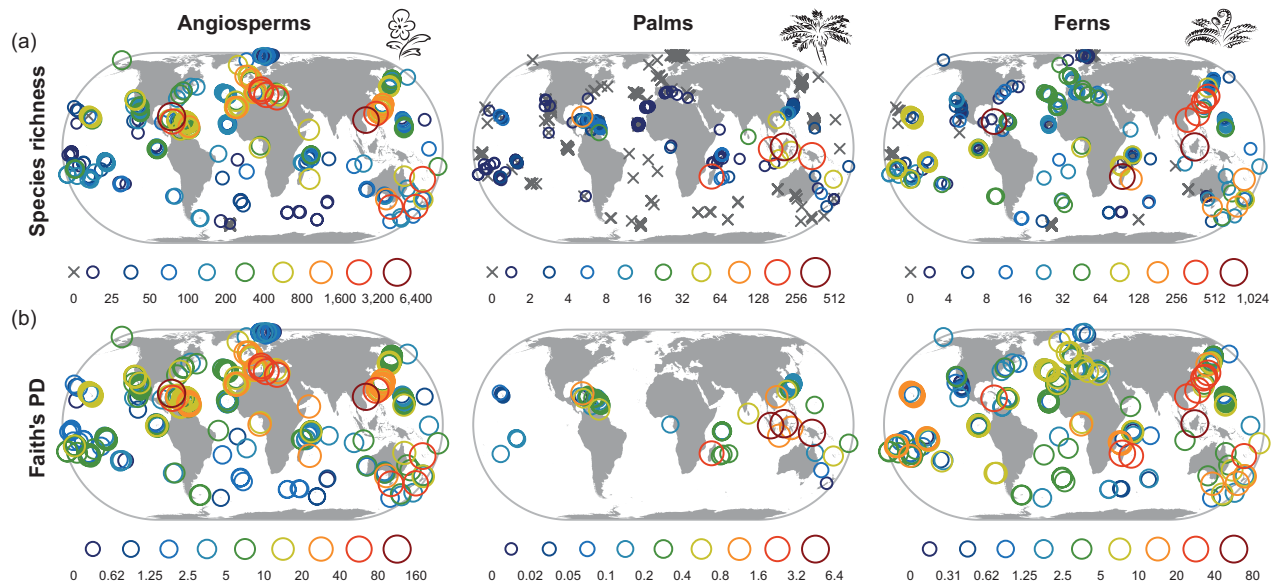 Angiosperms Palms Ferns
(a)
Species richness
0 25 50 100 200 400 800 1,600 3,200 6,400
0 2 4 8 16 32 64 128 256 512
0 4 8 16 32 64 128 256 512 1,024
(b)
Faith's PD
0 0.62 1.25 2.5 5 10 20 40 80 160
0 0.02 0.05 0.1 0.2 0.4 0.8 1.6 3.2 6.4
0 0.31 0.62 1.25 2.5 5 10 20 40 80